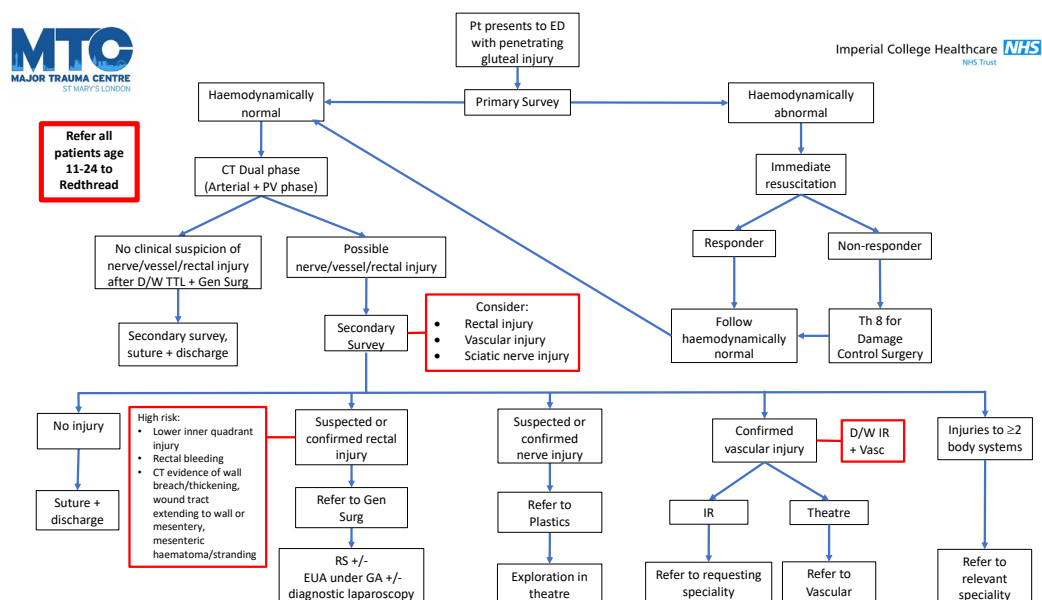 MTC
MAJOR TRAUMA CENTRE
ST MARY'S LONDON
Imperial College Healthcare NHS
NHS Trust
Pt presents to ED
with penetrating
gluteal injury
Primary Survey
Haemodynamically
normal
Haemodynamically
abnormal
Refer all
patients age
11-24 to
Redthread
CT Dual phase
(Arterial + PV phase)
Immediate
resuscitation
No clinical suspicion of
nerve/vessel/rectal injury
after D/W TTL + Gen Surg
Possible
nerve/vessel/rectal injury
Responder
Non-responder
Secondary survey,
suture + discharge
Secondary
Survey
Consider:
• Rectal injury
• Vascular injury
• Sciatic nerve injury
Follow
haemodynamically
normal
Th 8 for
Damage
Control Surgery
No injury
High risk:
• Lower inner quadrant
injury
• Rectal bleeding
• CT evidence of wall
breach/thickening,
wound tract
extending to wall or
mesentery,
mesenteric
haematoma/stranding
Suspected or
confirmed rectal
injury
Suspected or
confirmed
nerve injury
Confirmed
vascular injury
D/W IR
+ Vasc
Injuries to ≥2
body systems
Suture +
discharge
Refer to Gen
Surg
Refer to
Plastics
IR
Theatre
RS +/-
EUA under GA +/-
diagnostic laparoscopy
Exploration in
theatre
Refer to requesting
speciality
Refer to
Vascular
Refer to
relevant
speciality